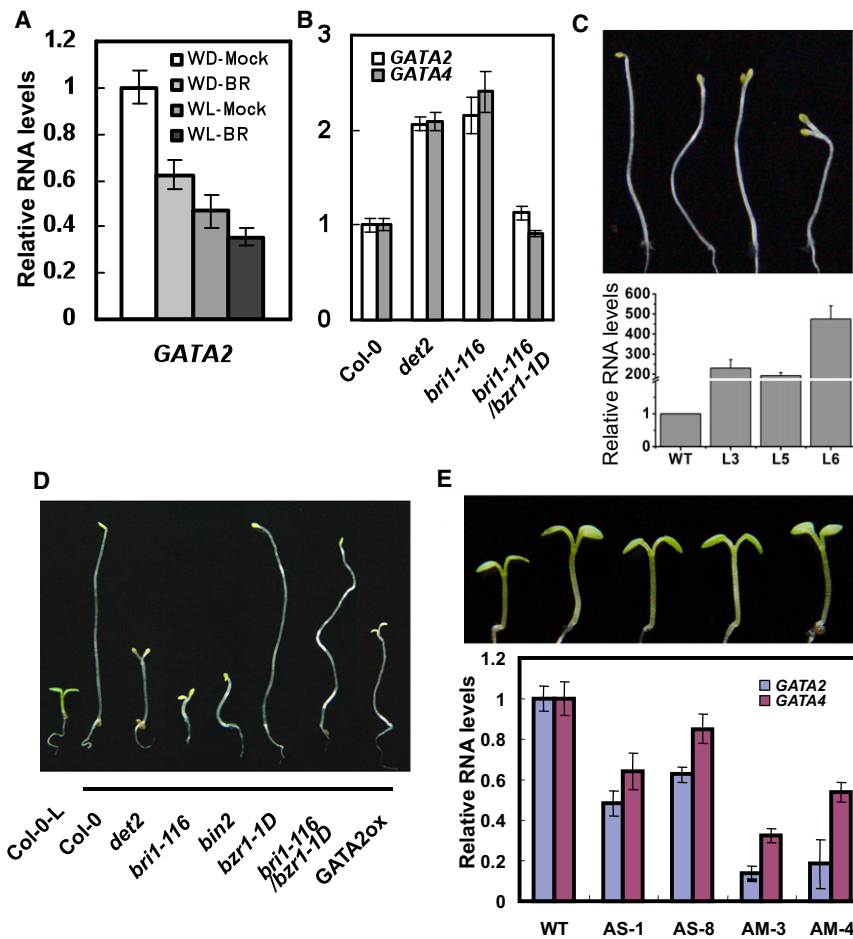 A
Relative RNA levels
1.2
1
0.8
0.6
0.4
0.2
0
WD-Mock
WD-BR
WL-Mock
WL-BR
GATA2
B
3
2
1
0
GATA2
GATA4
Col-0
det2
bri1-116
bri1-116
/bzr1-1D
C
Relative RNA levels
600
500
400
300
200
1
0
WT
L3
L5
L6
D
Col-0-L
Col-0
det2
bri1-116
bin2
bzr1-1D
bri1-116
/bzr1-1D
GATA2ox
E
Relative RNA levels
1.2
1
0.8
0.6
0.4
0.2
0
GATA2
GATA4
WT
AS-1
AS-8
AM-3
AM-4